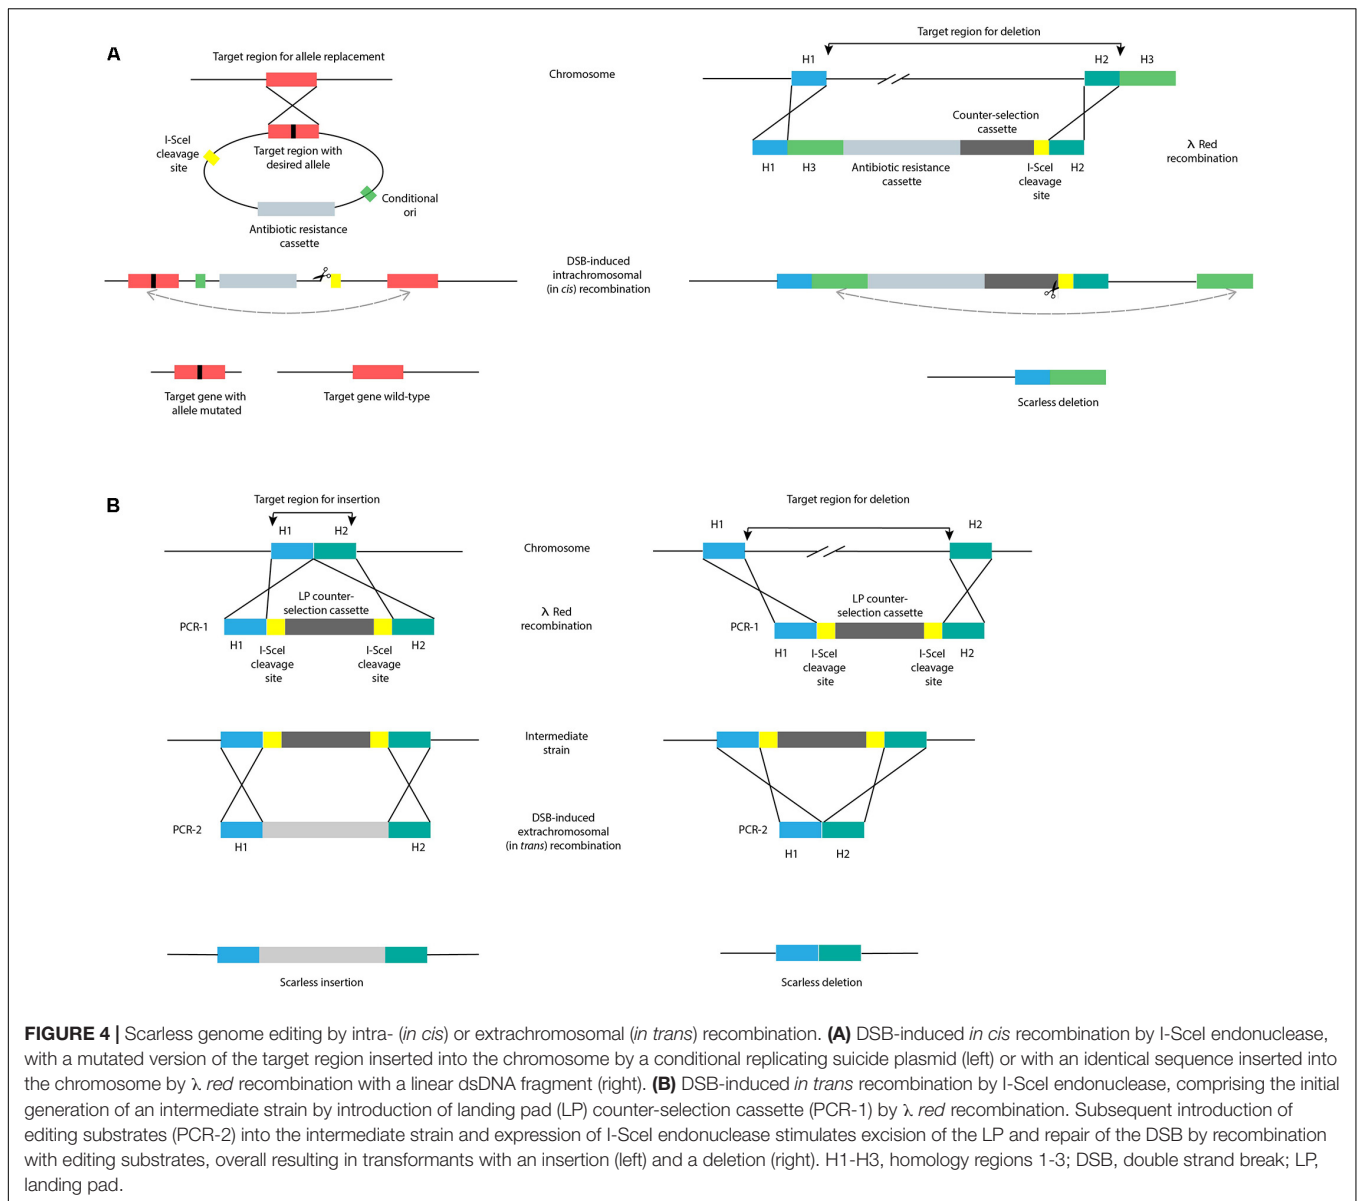 A
Target region for allele replacement
I-SceI
cleavage
site
Target region with
desired allele
Conditional
ori
Antibiotic resistance
cassette
Chromosome
Target region for deletion
H1
H2
H3
Counter-selection
cassette
λ Red
recombination
H1
H3
Antibiotic resistance
cassette
I-SceI
cleavage
site
H2
DSB-induced
intrachromosomal
(in cis) recombination
Target gene with
allele mutated
Target gene wild-type
Scarless deletion
B
Target region for insertion
H1
H2
Chromosome
Target region for deletion
H1
H2
LP counter-
selection cassette
PCR-1
H1
I-SceI
cleavage
site
I-SceI
cleavage
site
H2
λ Red
recombination
LP counter-
selection cassette
PCR-1
H1
I-SceI
cleavage
site
I-SceI
cleavage
site
H2
Intermediate
strain
PCR-2
H1
H2
DSB-induced
extrachromosomal
(in trans) recombination
PCR-2
H1
H2
Scarless insertion
Scarless deletion
FIGURE 4 | Scarless genome editing by intra- (in cis) or extrachromosomal (in trans) recombination. (A) DSB-induced in cis recombination by I-SceI endonuclease,
with a mutated version of the target region inserted into the chromosome by a conditional replicating suicide plasmid (left) or with an identical sequence inserted into
the chromosome by λ red recombination with a linear dsDNA fragment (right). (B) DSB-induced in trans recombination by I-SceI endonuclease, comprising the initial
generation of an intermediate strain by introduction of landing pad (LP) counter-selection cassette (PCR-1) by λ red recombination. Subsequent introduction of
editing substrates (PCR-2) into the intermediate strain and expression of I-SceI endonuclease stimulates excision of the LP and repair of the DSB by recombination
with editing substrates, overall resulting in transformants with an insertion (left) and a deletion (right). H1-H3, homology regions 1-3; DSB, double strand break; LP,
landing pad.